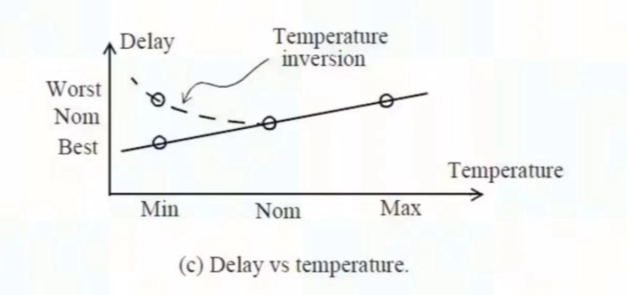 Delay
Temperature
inversion
Worst
Nom
Best
Temperature
Min
Nom
Max
(c) Delay vs temperature.